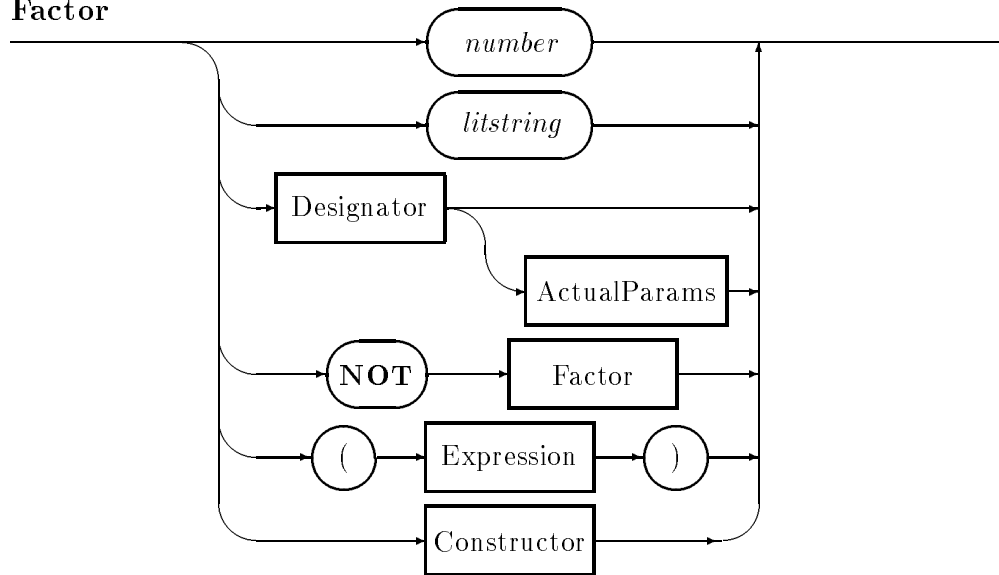 Factor
number
litstring
Designator
ActualParams
NOT Factor
( Expression )
Constructor